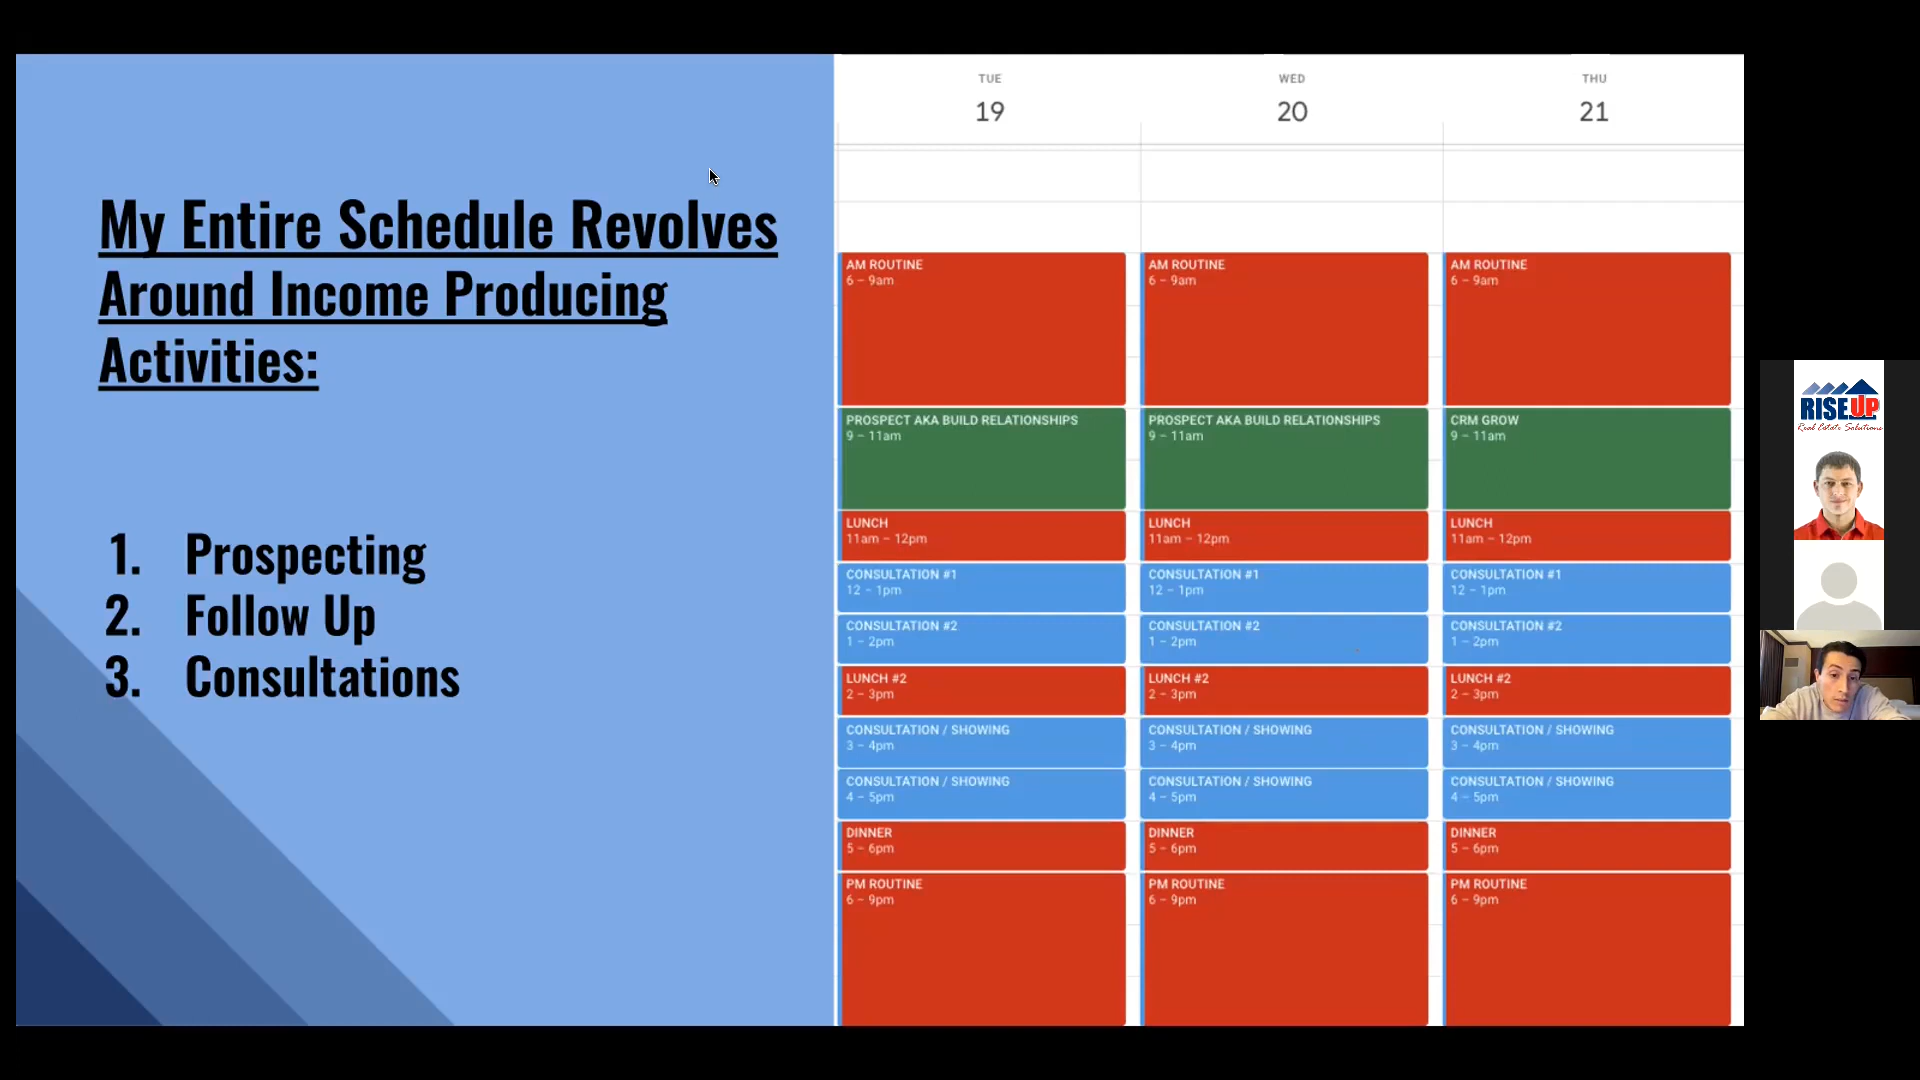 My Entire Schedule Revolves
Around Income Producing
Activities:
1. Prospecting
2. Follow Up
3. Consultations
TUE
19
WED
20
THU
21
AM ROUTINE
6 – 9am
AM ROUTINE
6 – 9am
AM ROUTINE
6 – 9am
PROSPECT AKA BUILD RELATIONSHIPS
9 – 11am
PROSPECT AKA BUILD RELATIONSHIPS
9 – 11am
CRM GROW
9 – 11am
LUNCH
11am – 12pm
LUNCH
11am – 12pm
LUNCH
11am – 12pm
CONSULTATION #1
12 – 1pm
CONSULTATION #1
12 – 1pm
CONSULTATION #1
12 – 1pm
CONSULTATION #2
1 – 2pm
CONSULTATION #2
1 – 2pm
CONSULTATION #2
1 – 2pm
LUNCH #2
2 – 3pm
LUNCH #2
2 – 3pm
LUNCH #2
2 – 3pm
CONSULTATION / SHOWING
3 – 4pm
CONSULTATION / SHOWING
3 – 4pm
CONSULTATION / SHOWING
3 – 4pm
CONSULTATION / SHOWING
4 – 5pm
CONSULTATION / SHOWING
4 – 5pm
CONSULTATION / SHOWING
4 – 5pm
DINNER
5 – 6pm
DINNER
5 – 6pm
DINNER
5 – 6pm
PM ROUTINE
6 – 9pm
PM ROUTINE
6 – 9pm
PM ROUTINE
6 – 9pm
RISEUP
Real Estate Solutions